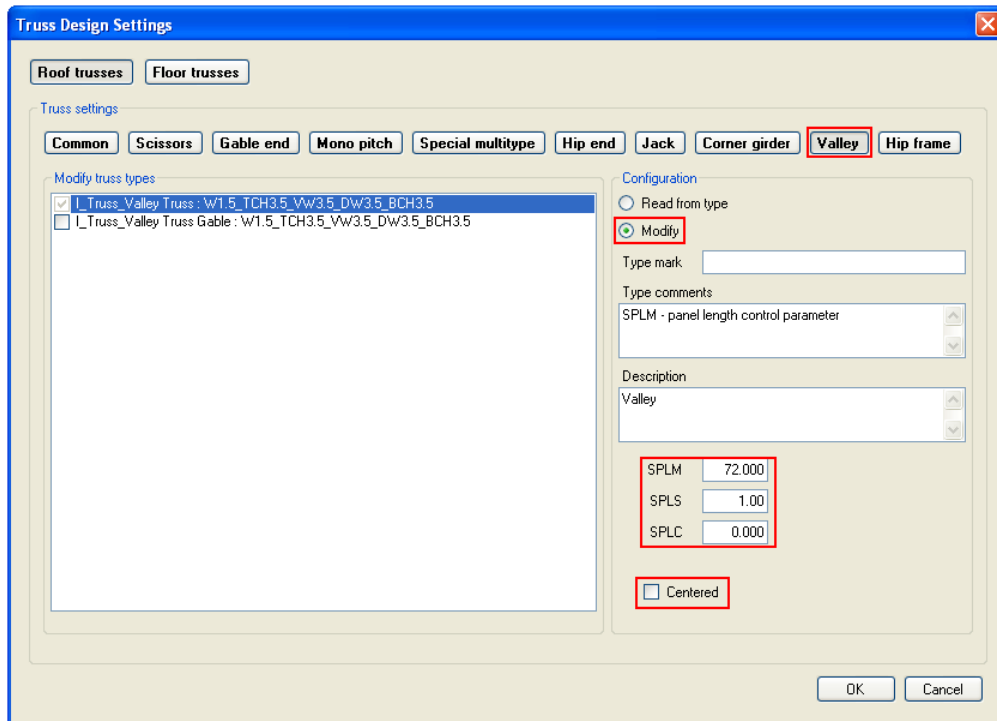 Truss Design Settings
Roof trusses Floor trusses
Truss settings
Common Scissors Gable end Mono pitch Special multitype Hip end Jack Corner girder Valley Hip frame
Modify truss types
I_Truss_Valley Truss : W1.5_TCH3.5_VW3.5_DW3.5_BCH3.5
I_Truss_Valley Truss Gable : W1.5_TCH3.5_VW3.5_DW3.5_BCH3.5
Configuration
Read from type
Modify
Type mark
Type comments
SPLM - panel length control parameter
Description
Valley
SPLM 72.000
SPLS 1.00
SPLC 0.000
Centered
OK Cancel